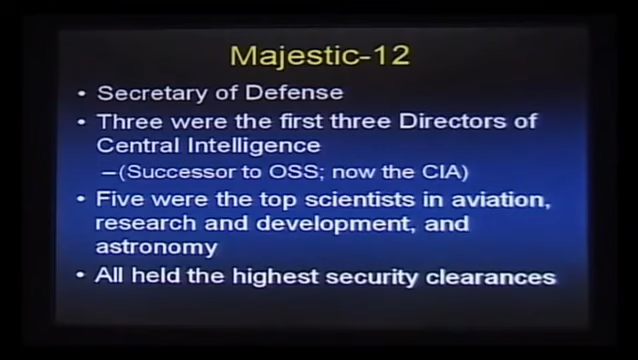 Majestic-12
• Secretary of Defense
• Three were the first three Directors of
Central Intelligence
–(Successor to OSS; now the CIA)
• Five were the top scientists in aviation,
research and development, and
astronomy
• All held the highest security clearances